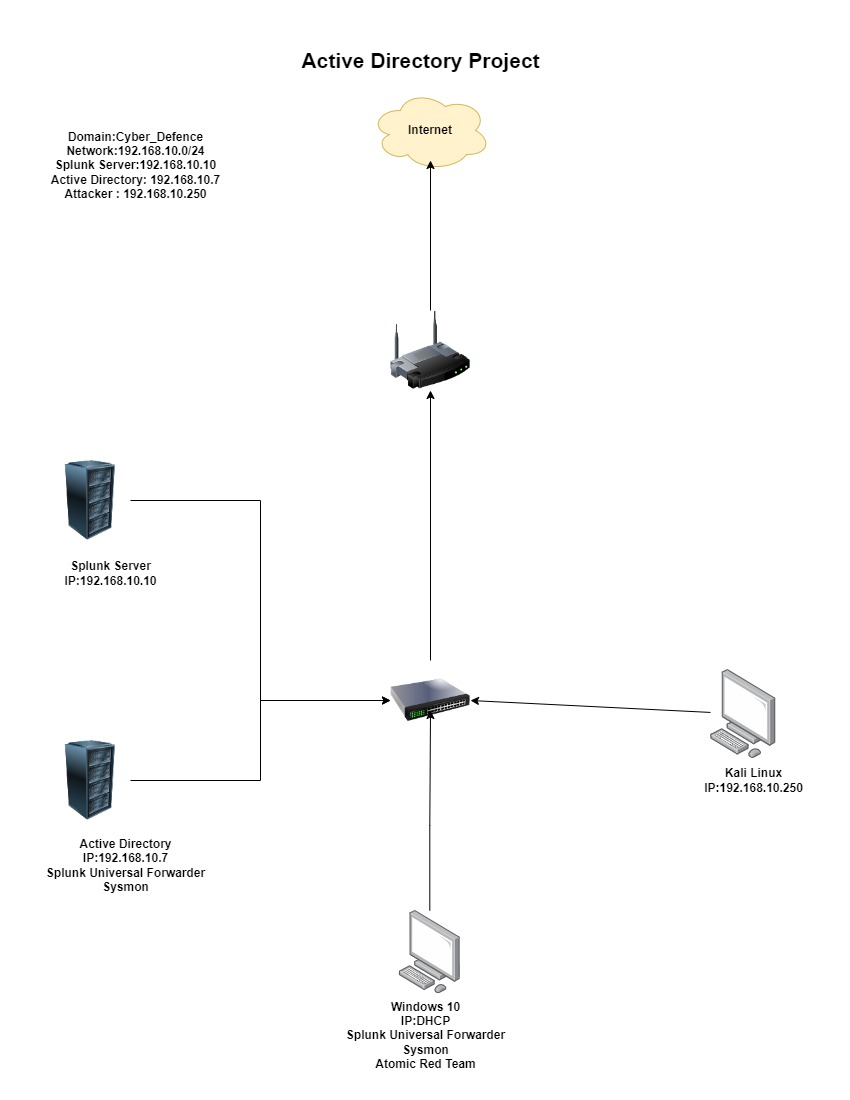 Active Directory Project
Internet
Domain:Cyber_Defence
Network:192.168.10.0/24
Splunk Server:192.168.10.10
Active Directory: 192.168.10.7
Attacker : 192.168.10.250
Splunk Server
IP:192.168.10.10
Kali Linux
IP:192.168.10.250
Active Directory
IP:192.168.10.7
Splunk Universal Forwarder
Sysmon
Windows 10
IP:DHCP
Splunk Universal Forwarder
Sysmon
Atomic Red Team